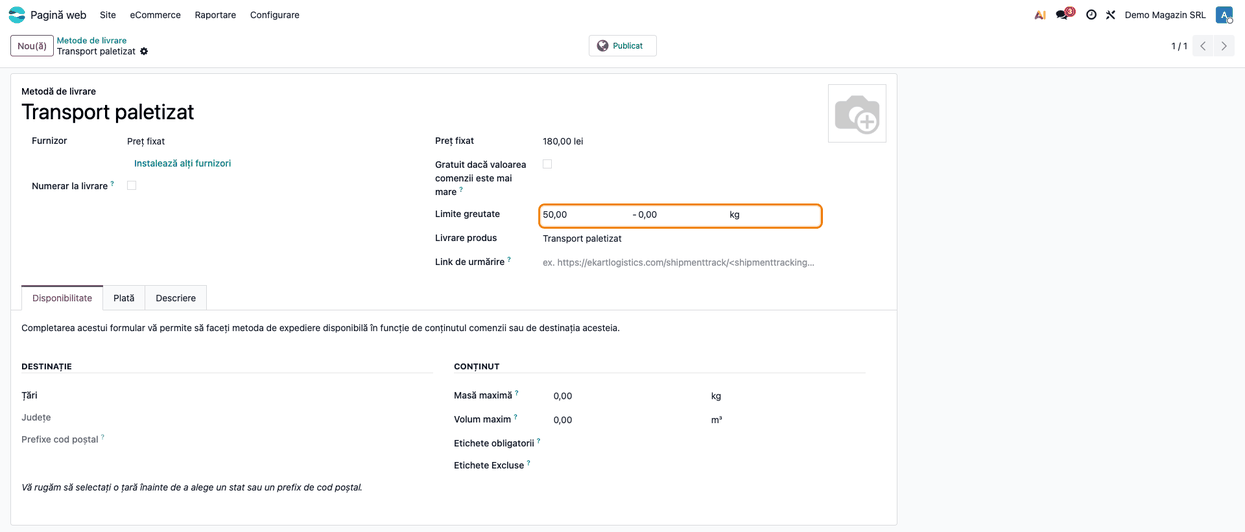 Pagină web Site eCommerce Raportare Configurare AI 3 Demo Magazin SRL A
Nou(ă) Metode de livrare Publicat 1 / 1
Transport paletizat
Metodă de livrare
Transport paletizat
Furnizor Preț fixat Preț fixat 180,00 lei
Instalează alți furnizori Gratuit dacă valoarea
comenzii este mai
mare ?
Numerar la livrare ?
Limite greutate 50,00 - 0,00 kg
Livrare produs Transport paletizat
Link de urmărire ? ex. https://ekartlogistics.com/shipmenttrack/<shipmenttracking...
Disponibilitate Plată Descriere
Completarea acestui formular vă permite să faceți metoda de expediere disponibilă în funcție de conținutul comenzii sau de destinația acesteia.
DESTINAȚIE CONȚINUT
Țări Masă maximă ? 0,00 kg
Județe Volum maxim ? 0,00 m³
Prefixe cod poștal ? Etichete obligatorii ?
Etichete Excluse ?
Vă rugăm să selectați o țară înainte de a alege un stat sau un prefix de cod poștal.